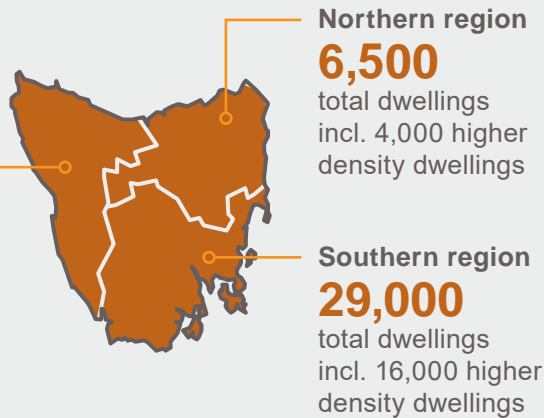 Northern region
6,500
total dwellings
incl. 4,000 higher
density dwellings
Southern region
29,000
total dwellings
incl. 16,000 higher
density dwellings